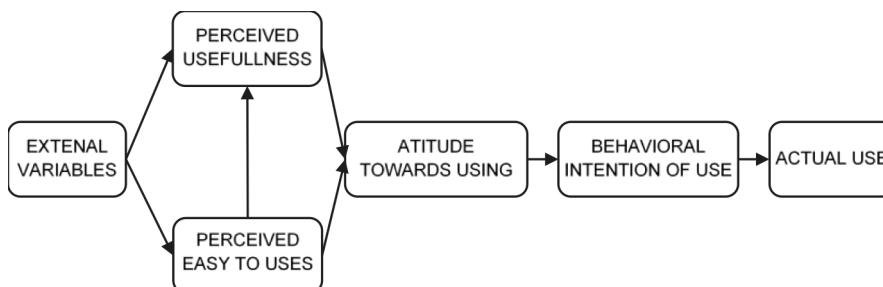 PERCEIVED
USEFULLNESS
EXTENAL
VARIABLES
ATITUDE
TOWARDS USING
BEHAVIORAL
INTENTION OF USE
ACTUAL USE
PERCEIVED
EASY TO USES